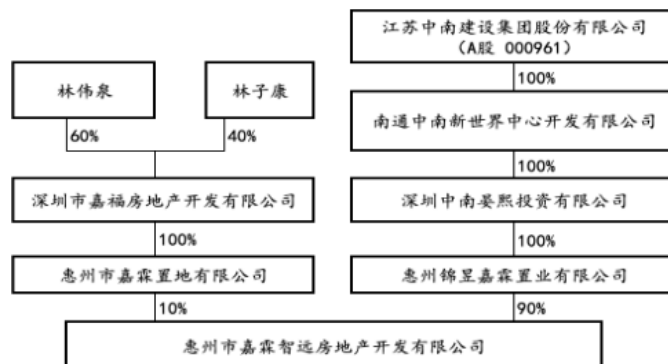 江苏中南建设集团股份有限公司
（A股 000961）
100%
林伟泉
林子康
南通中南新世界中心开发有限公司
60%
40%
100%
深圳市嘉福房地产开发有限公司
深圳中南晏熙投资有限公司
100%
100%
惠州市嘉霖置地有限公司
惠州锦昱嘉霖置业有限公司
10%
90%
惠州市嘉霖智远房地产开发有限公司